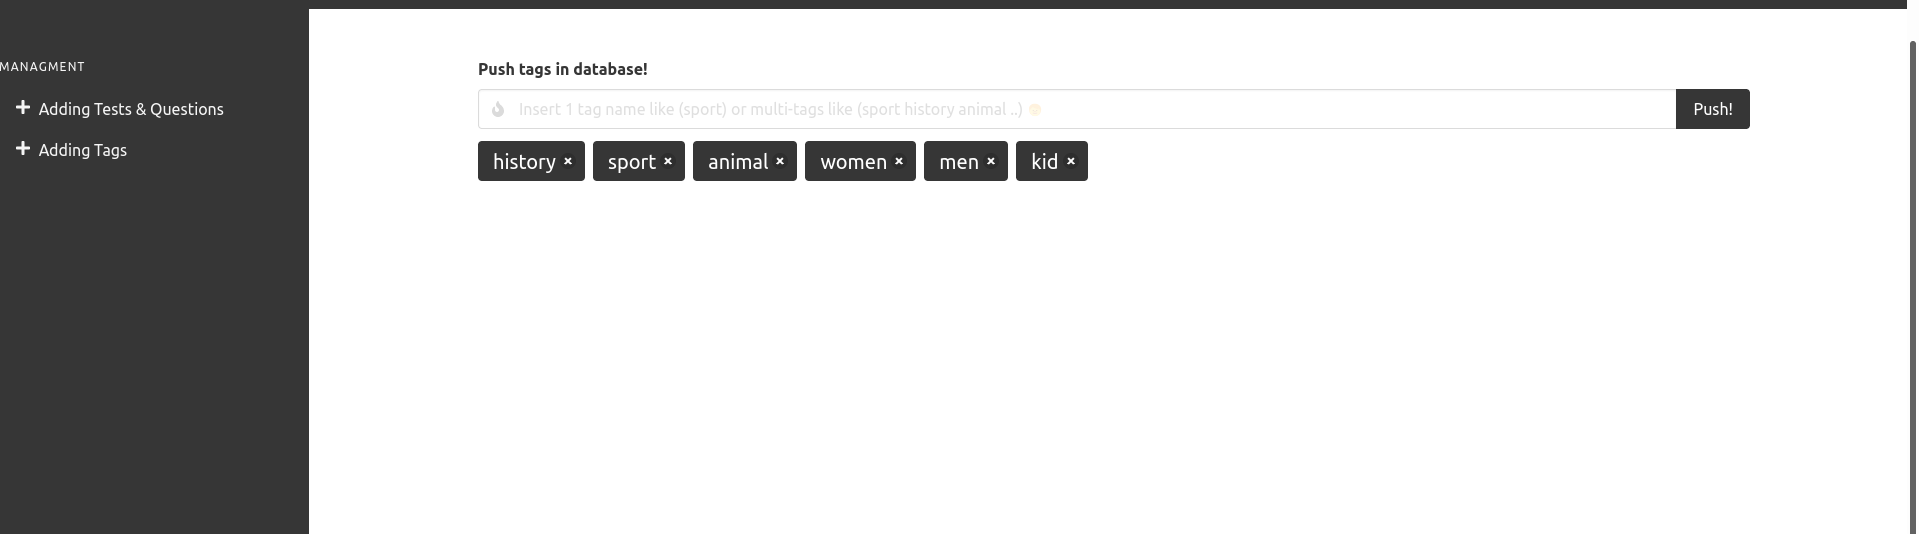 MANAGMENT
Adding Tests & Questions
Adding Tags
Push tags in database!
Insert 1 tag name like (sport) or multi-tags like (sport history animal ..)
Push!
history × sport × animal × women × men × kid ×